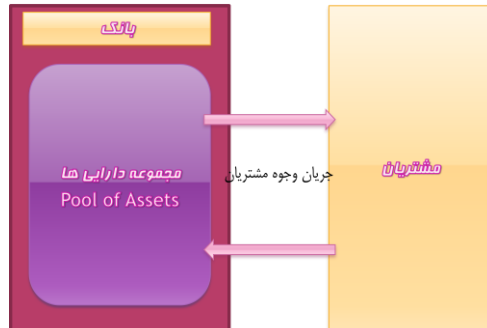 بانک
مجموعه دارایی ها
Pool of Assets
جریان وجوه مشتریان
مشتریان